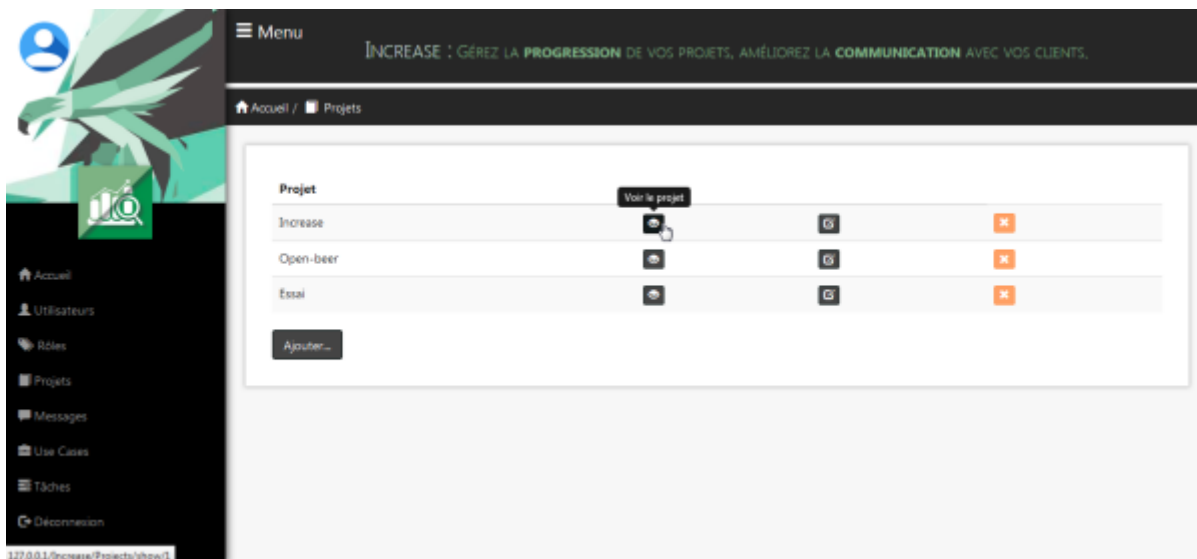 Menu
INCREASE : GÉREZ LA PROGRESSION DE VOS PROJETS, AMÉLIOREZ LA COMMUNICATION AVEC VOS CLIENTS.
Accueil / Projets
Projet
Voir le projet
Increase
Open-beer
Essai
Ajouter...
Accueil
Utilisateurs
Rôles
Projets
Messages
Use Cases
Tâches
Déconnexion
127.0.0.1/Increase/Projects/show/1